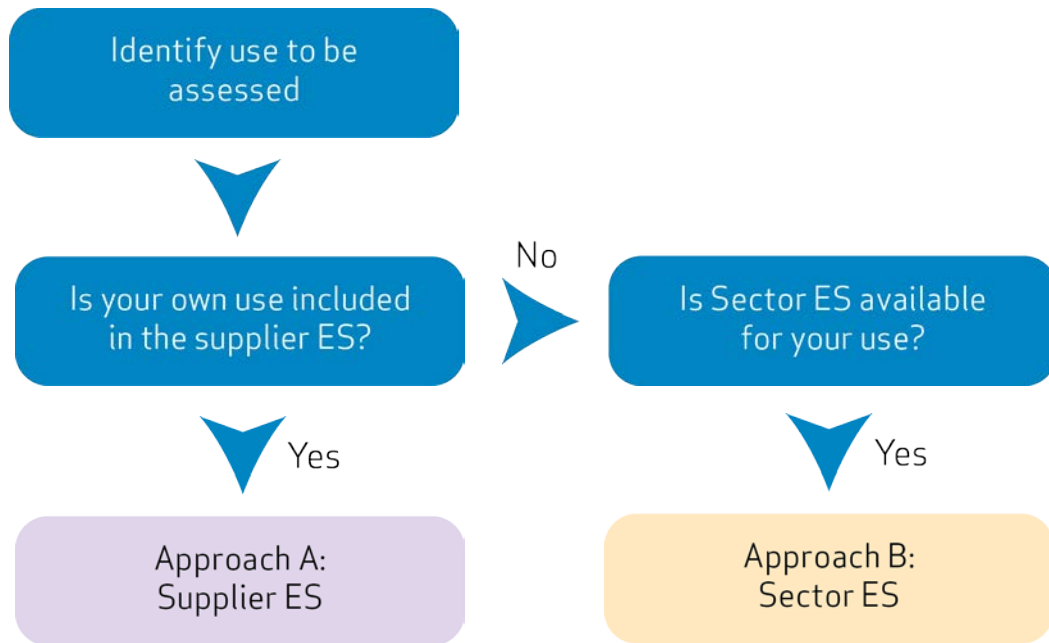 Identify use to be
assessed
No
Is your own use included
in the supplier ES?
Is Sector ES available
for your use?
Yes
Yes
Approach A:
Supplier ES
Approach B:
Sector ES